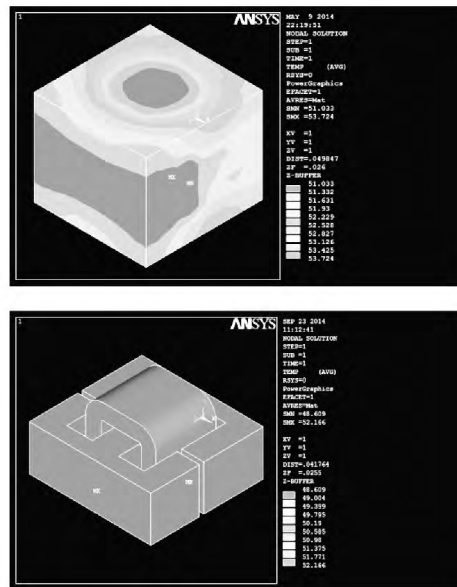 1
ANSYS
MAY 9 2014
22:19:51
NODAL SOLUTION
STEP=1
SUB =1
TIME=1
TEMP (AVG)
RSYS=0
PowerGraphics
EFACET=1
AVRES=Mat
SMN =51.033
SMX =53.724
XV =1
YV =1
ZV =1
DIST=.049847
ZF =.026
Z-BUFFER
51.033
51.332
51.631
51.93
52.229
52.528
52.827
53.126
53.425
53.724
MX
MN
1
ANSYS
SEP 23 2014
11:12:41
NODAL SOLUTION
STEP=1
SUB =1
TIME=1
TEMP (AVG)
RSYS=0
PowerGraphics
EFACET=1
AVRES=Mat
SMN =48.609
SMX =52.166
XV =1
YV =1
ZV =1
DIST=.041764
ZF =.0255
Z-BUFFER
48.609
49.004
49.399
49.795
50.19
50.585
50.98
51.375
51.771
52.166
MX
MN